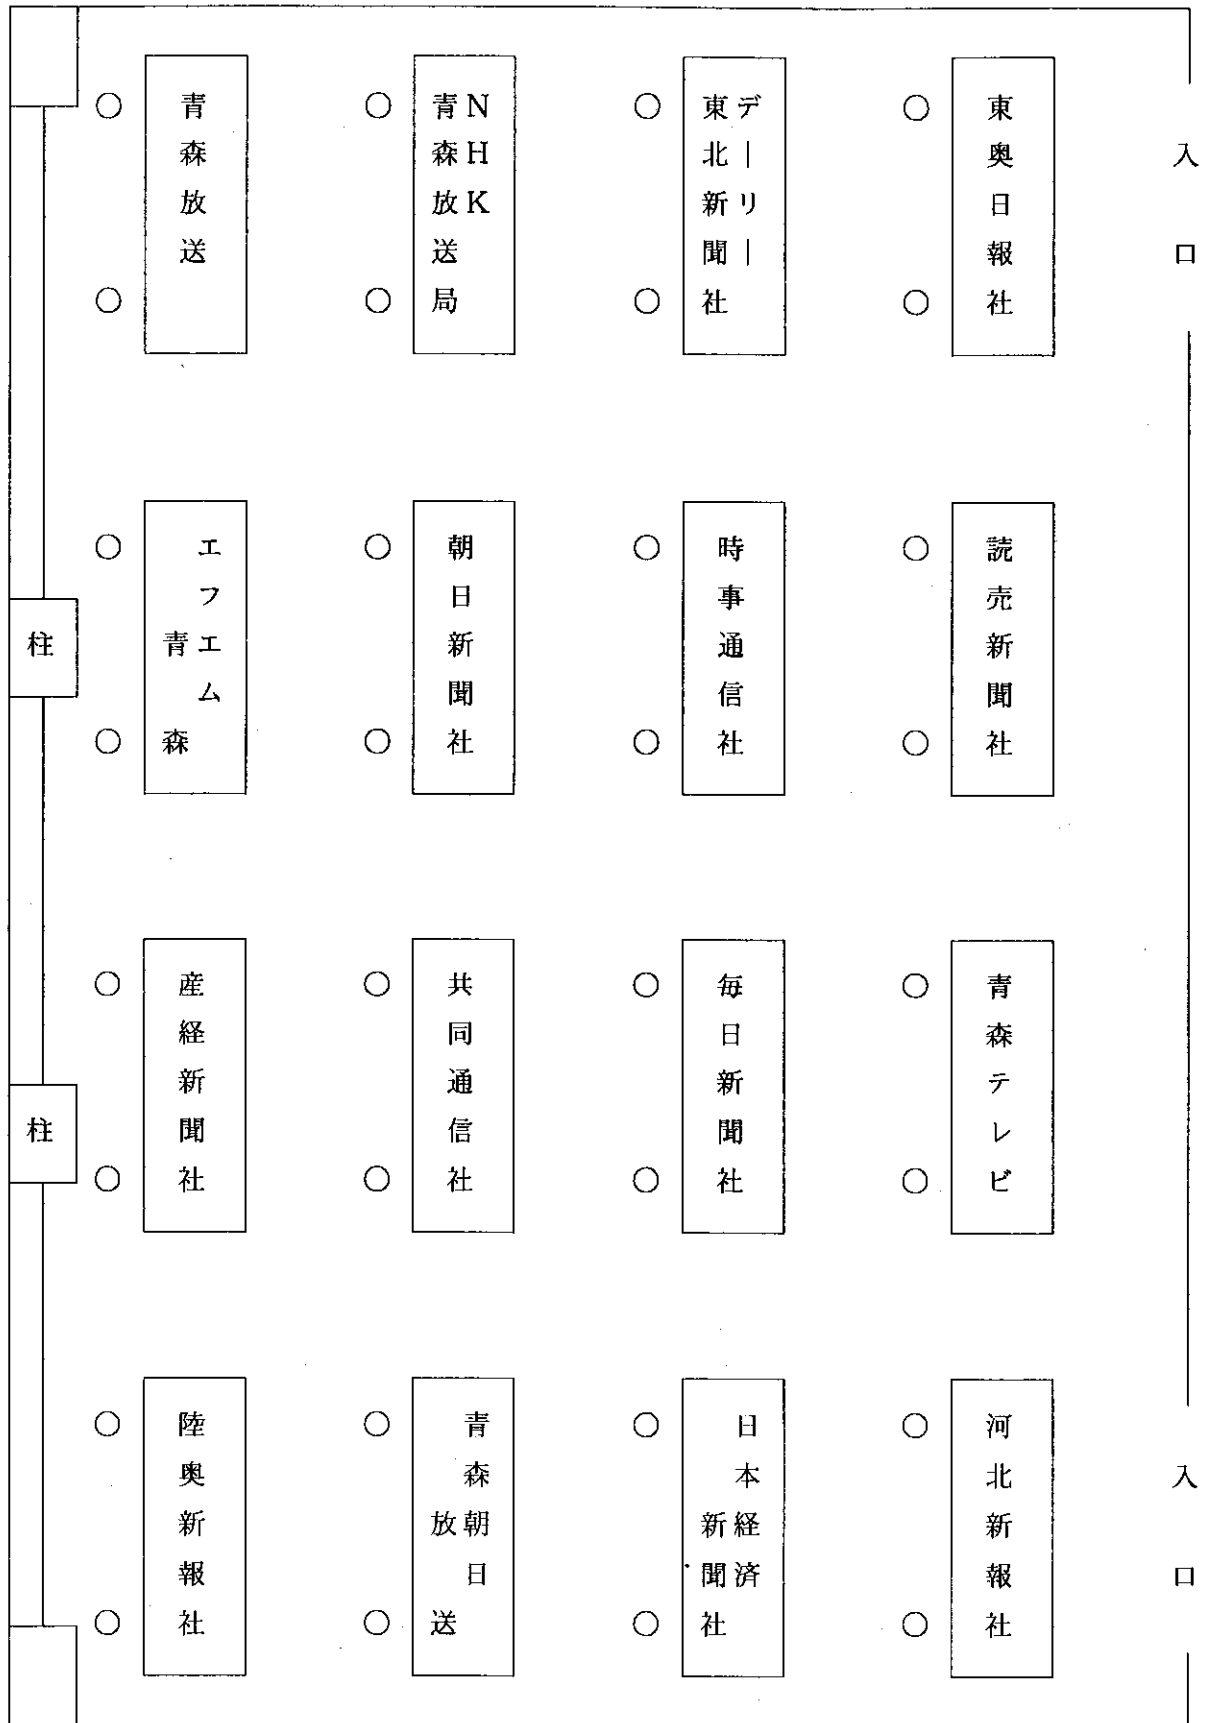 入口
東奥日報社
デーリー
東北新聞社
NHK
青森放送局
青森放送
読売新聞社
時事通信社
朝日新聞社
エフエム
青森
柱
青森テレビ
毎日新聞社
共同通信社
産経新聞社
柱
入口
河北新報社
日本経済
新聞社
青森朝日
放送
陸奥新報社